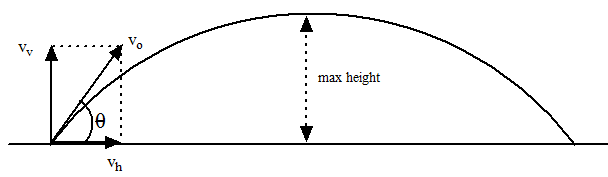 v_v
v_o
max height
θ
v_h